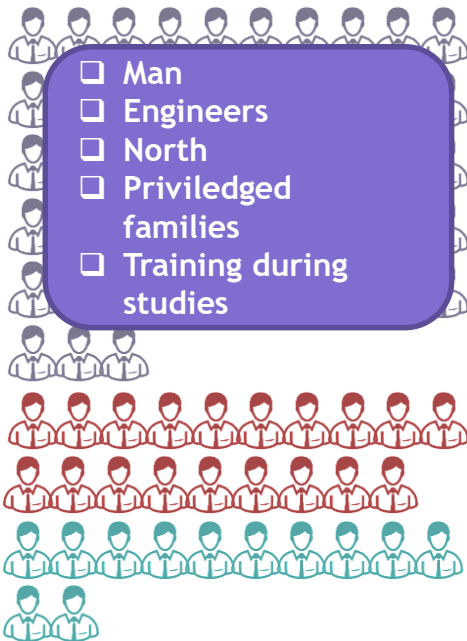 ❑ Man
❑ Engineers
❑ North
❑ Priviledged
families
❑ Training during
studies